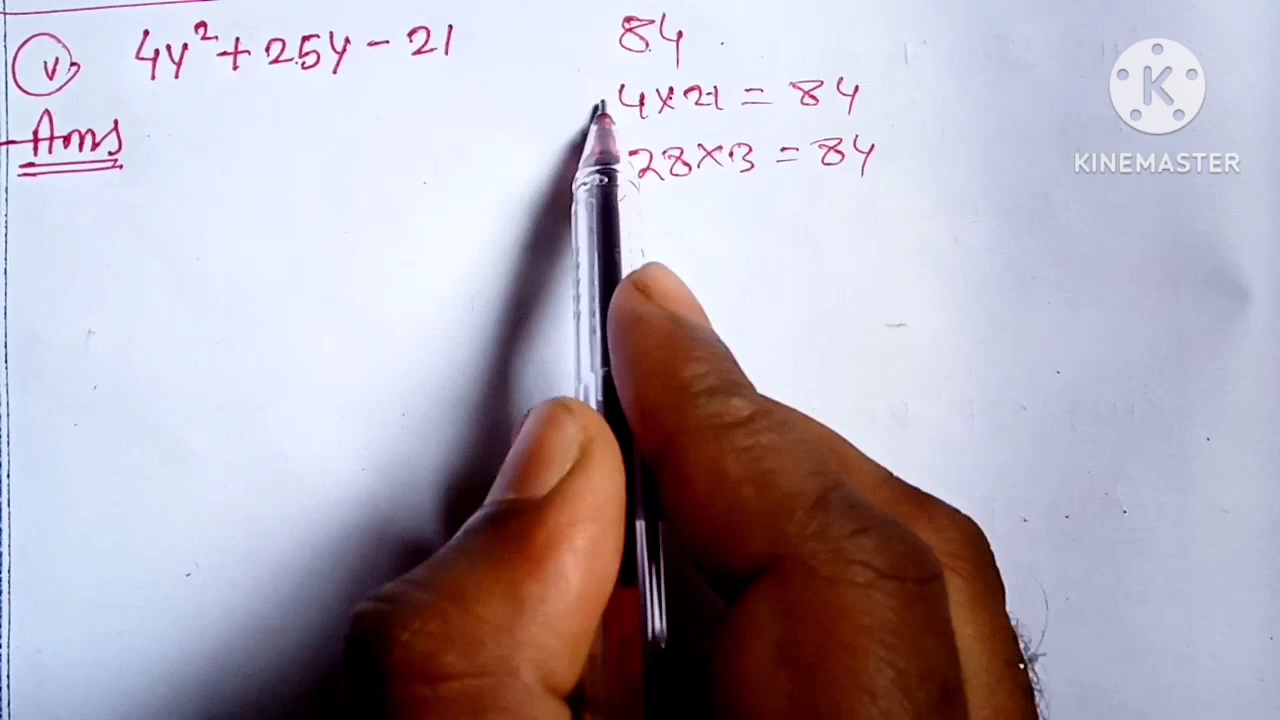 v) 4y² + 25y - 21
Ans
84
4 × 21 = 84
28 × 3 = 84
K
KINEMASTER